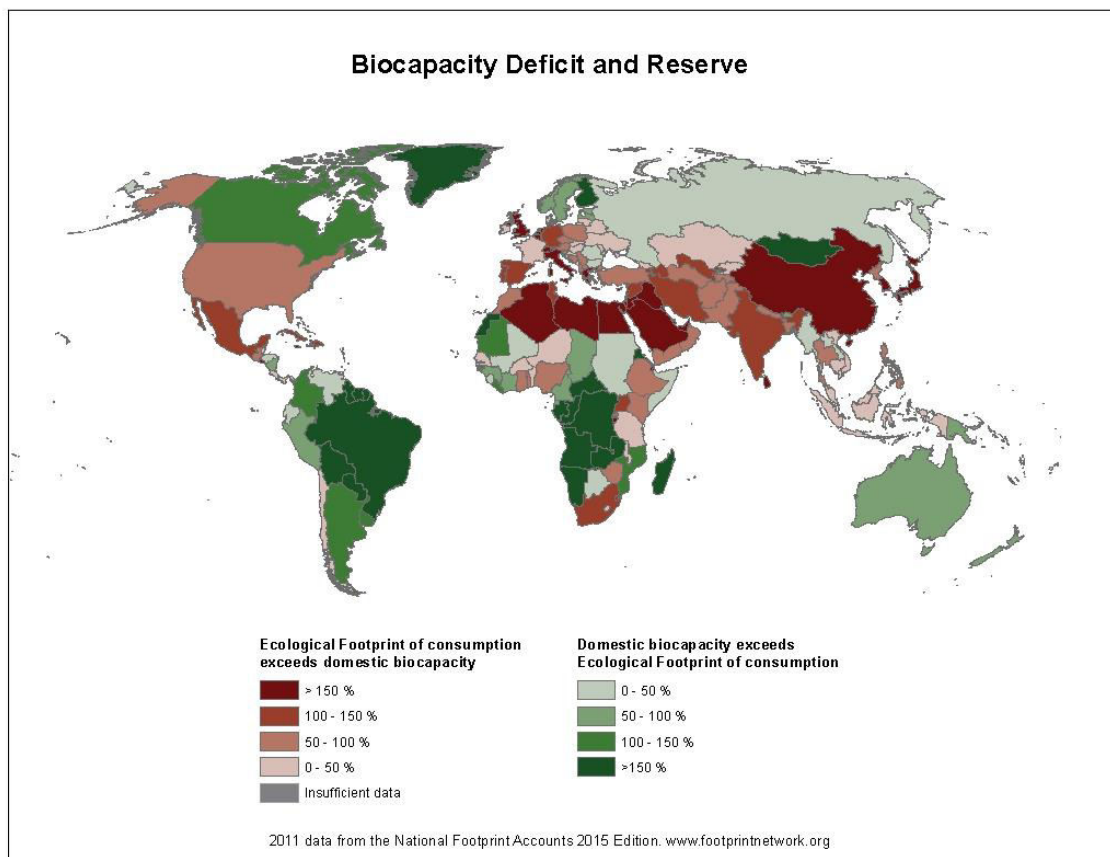 Biocapacity Deficit and Reserve
Ecological Footprint of consumption
exceeds domestic biocapacity
> 150 %
100 - 150 %
50 - 100 %
0 - 50 %
Insufficient data
Domestic biocapacity exceeds
Ecological Footprint of consumption
0 - 50 %
50 - 100 %
100 - 150 %
>150 %
2011 data from the National Footprint Accounts 2015 Edition. www.footprintnetwork.org